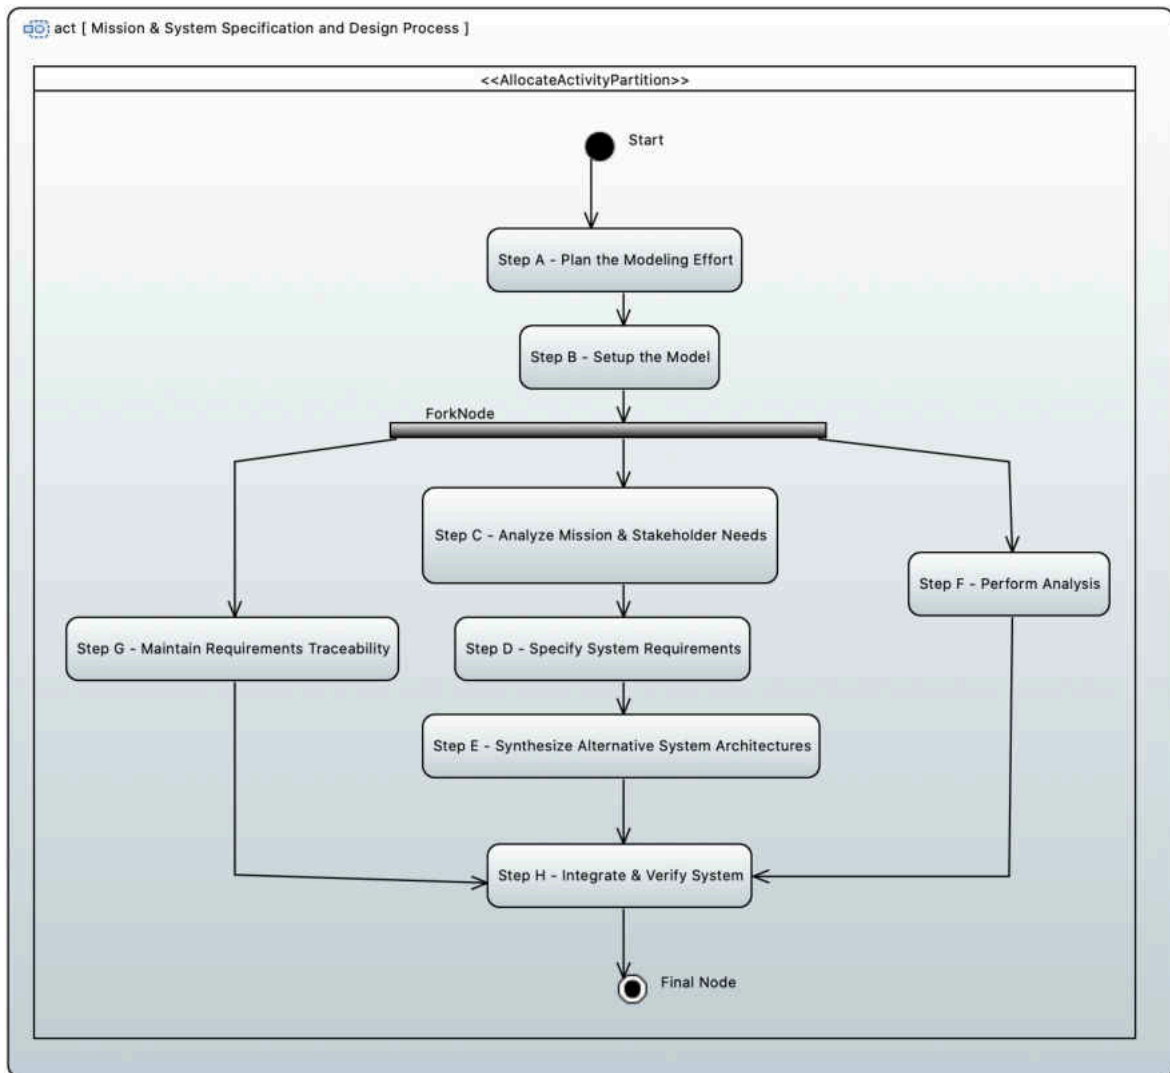 act [ Mission & System Specification and Design Process ]
<<AllocateActivityPartition>>
Start
Step A - Plan the Modeling Effort
Step B - Setup the Model
ForkNode
Step C - Analyze Mission & Stakeholder Needs
Step F - Perform Analysis
Step G - Maintain Requirements Traceability
Step D - Specify System Requirements
Step E - Synthesize Alternative System Architectures
Step H - Integrate & Verify System
Final Node